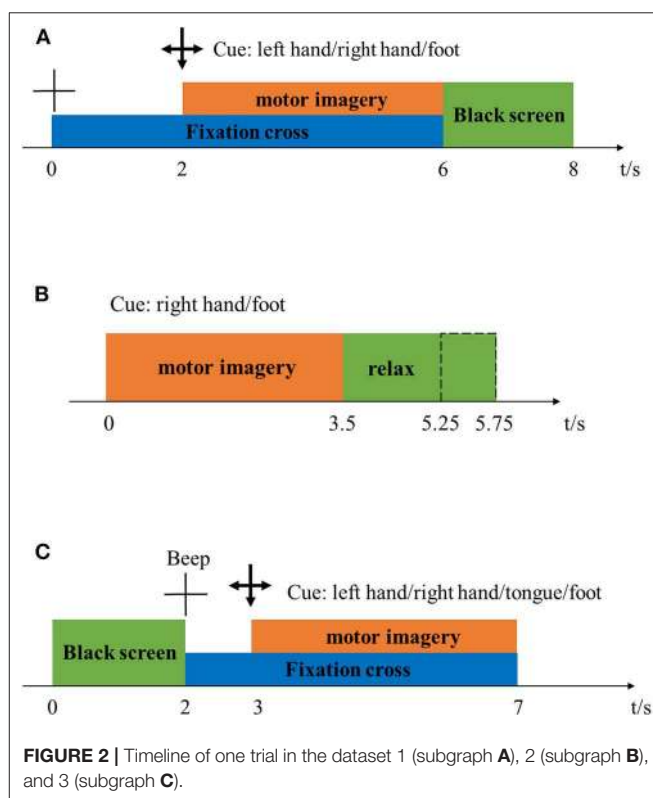 A
Cue: left hand/right hand/foot
motor imagery
Black screen
Fixation cross
0 2 6 8 t/s
B
Cue: right hand/foot
motor imagery relax
0 3.5 5.25 5.75 t/s
C
Beep
Cue: left hand/right hand/tongue/foot
motor imagery
Black screen
Fixation cross
0 2 3 7 t/s
FIGURE 2 | Timeline of one trial in the dataset 1 (subgraph A), 2 (subgraph B),
and 3 (subgraph C).